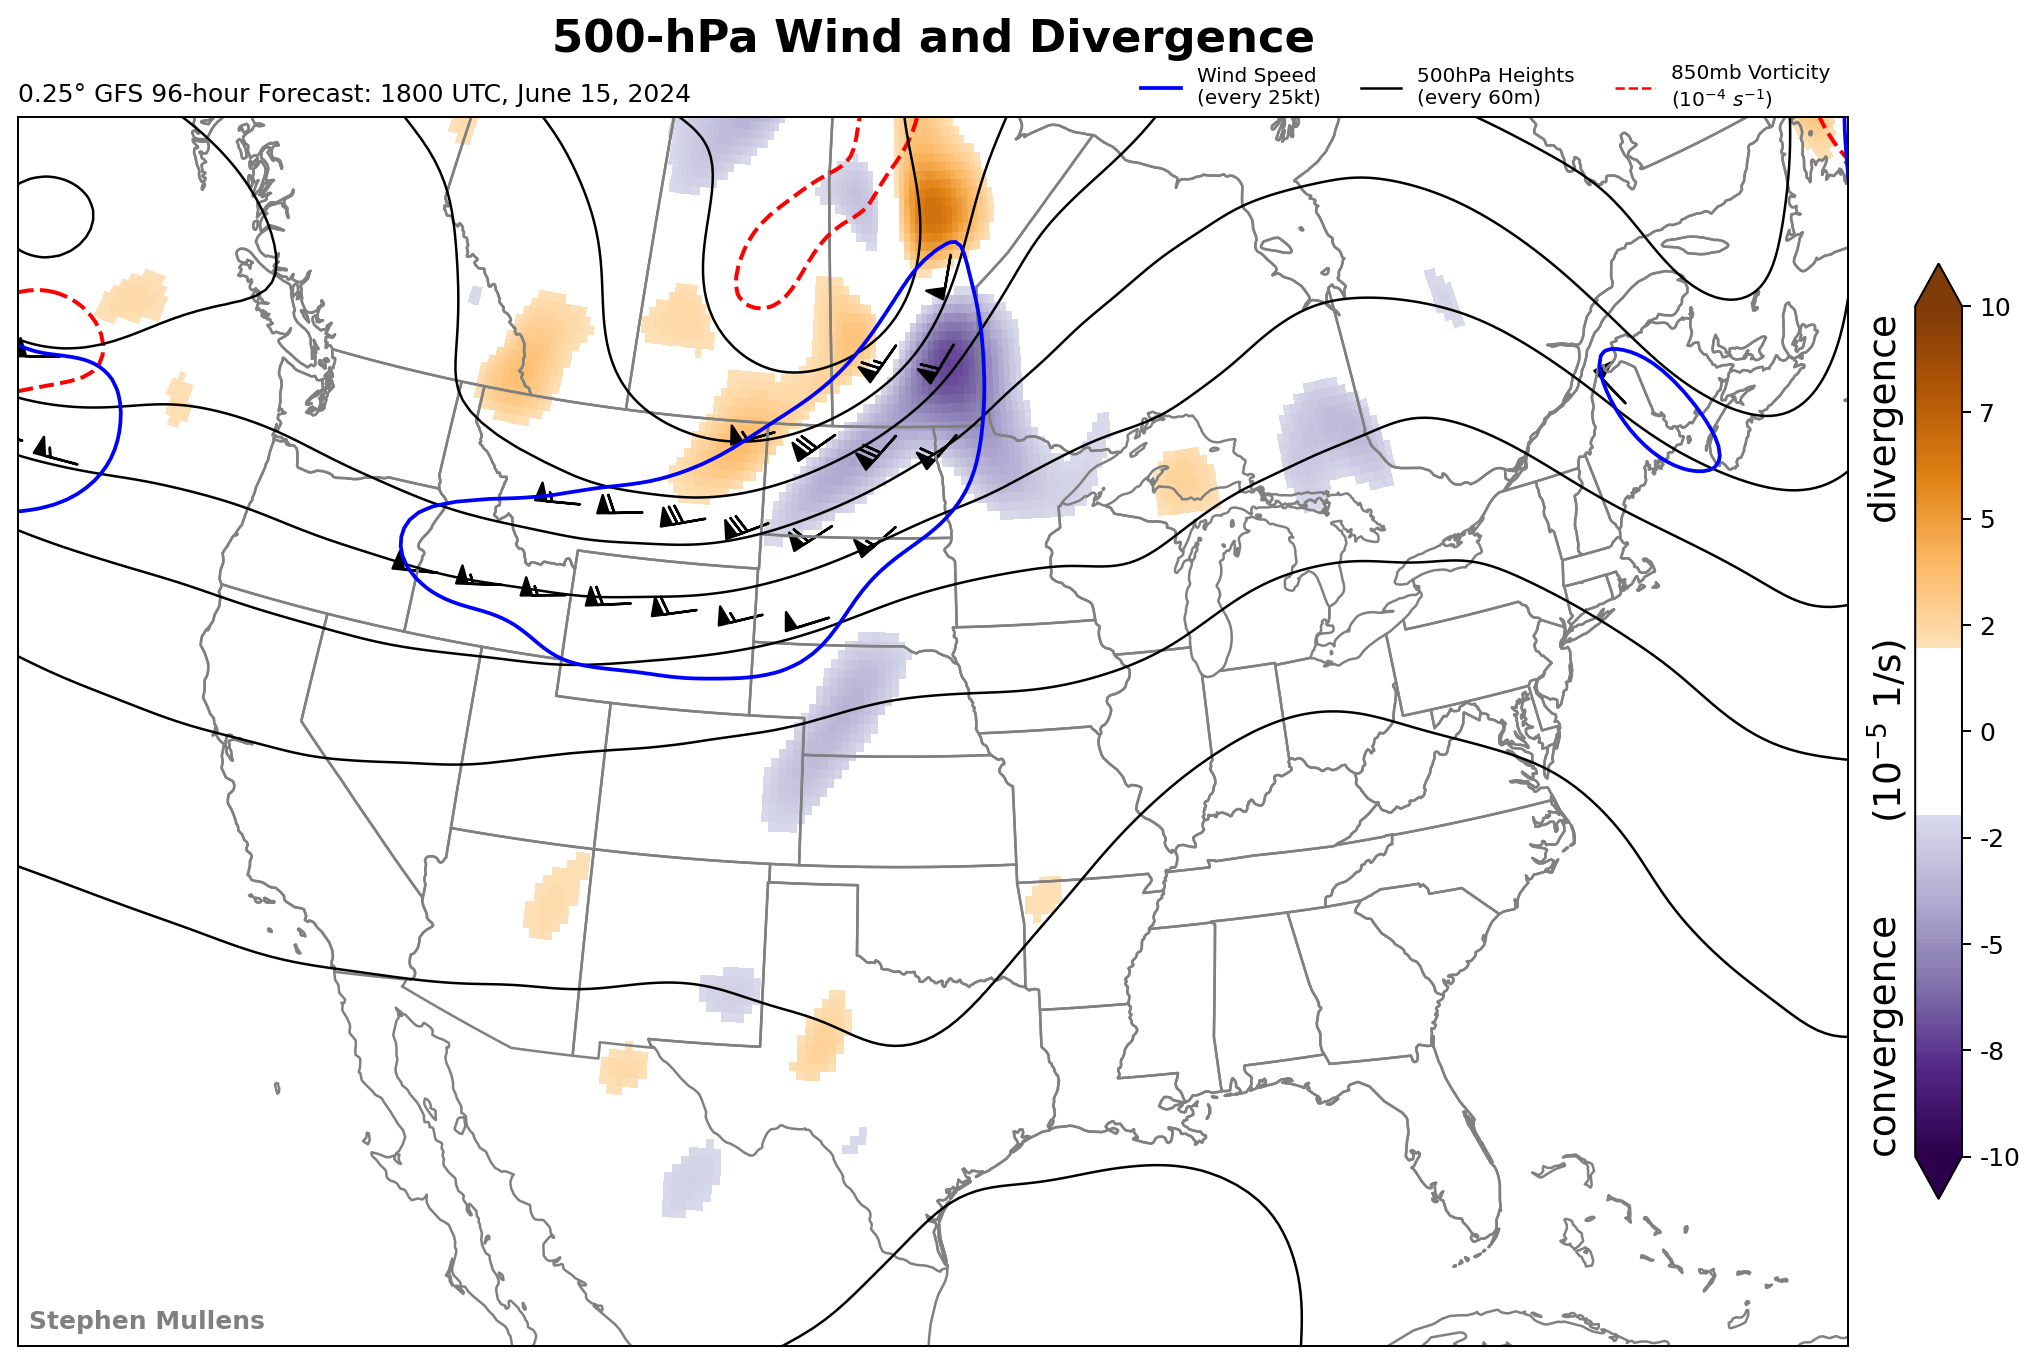 500-hPa Wind and Divergence
0.25° GFS 96-hour Forecast: 1800 UTC, June 15, 2024
Wind Speed
(every 25kt)
500hPa Heights
(every 60m)
850mb Vorticity
(10⁻⁴ s⁻¹)
10
7
5
2
0
-2
-5
-8
-10
convergence (10⁻⁵ 1/s) divergence
Stephen Mullens